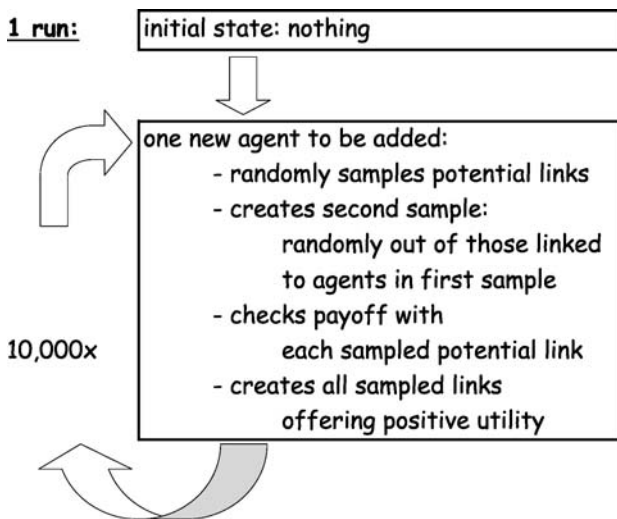 1 run: initial state: nothing
one new agent to be added:
- randomly samples potential links
- creates second sample:
randomly out of those linked
to agents in first sample
- checks payoff with
10,000x each sampled potential link
- creates all sampled links
offering positive utility